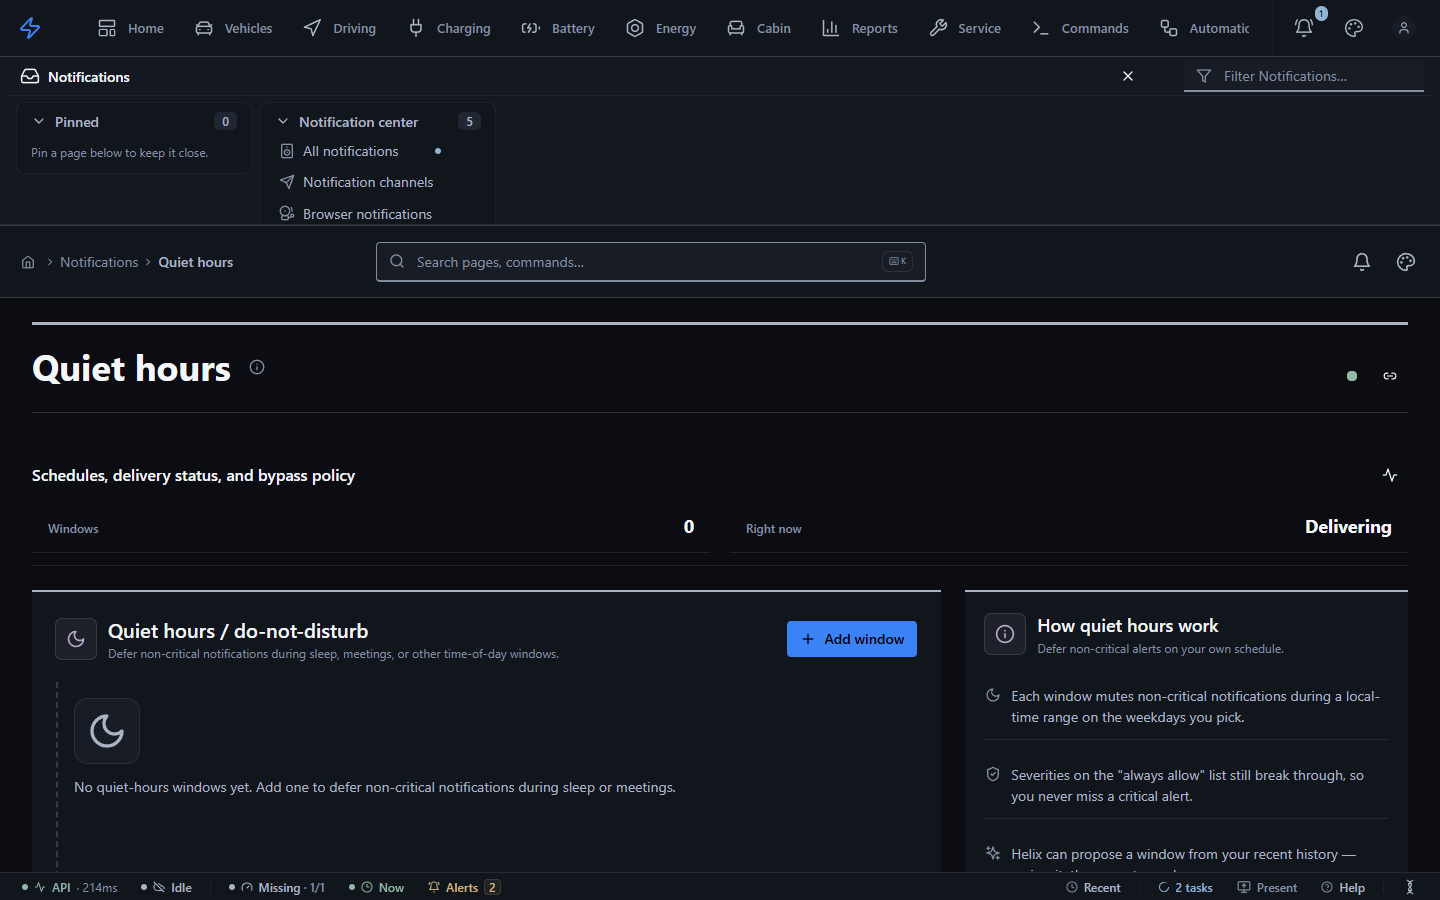 Home
Vehicles
Driving
Charging
Battery
Energy
Cabin
Reports
Service
Commands
Automatic
1
Notifications
Filter Notifications...
Pinned
0
Pin a page below to keep it close.
Notification center
5
All notifications
Notification channels
Browser notifications
Notifications
Quiet hours
Search pages, commands...
K
Quiet hours
Schedules, delivery status, and bypass policy
Windows
0
Right now
Delivering
Quiet hours / do-not-disturb
Defer non-critical notifications during sleep, meetings, or other time-of-day windows.
Add window
No quiet-hours windows yet. Add one to defer non-critical notifications during sleep or meetings.
How quiet hours work
Defer non-critical alerts on your own schedule.
Each window mutes non-critical notifications during a local-
time range on the weekdays you pick.
Severities on the "always allow" list still break through, so
you never miss a critical alert.
Helix can propose a window from your recent history —
API · 214ms
Idle
Missing · 1/1
Now
Alerts 2
Recent
2 tasks
Present
Help